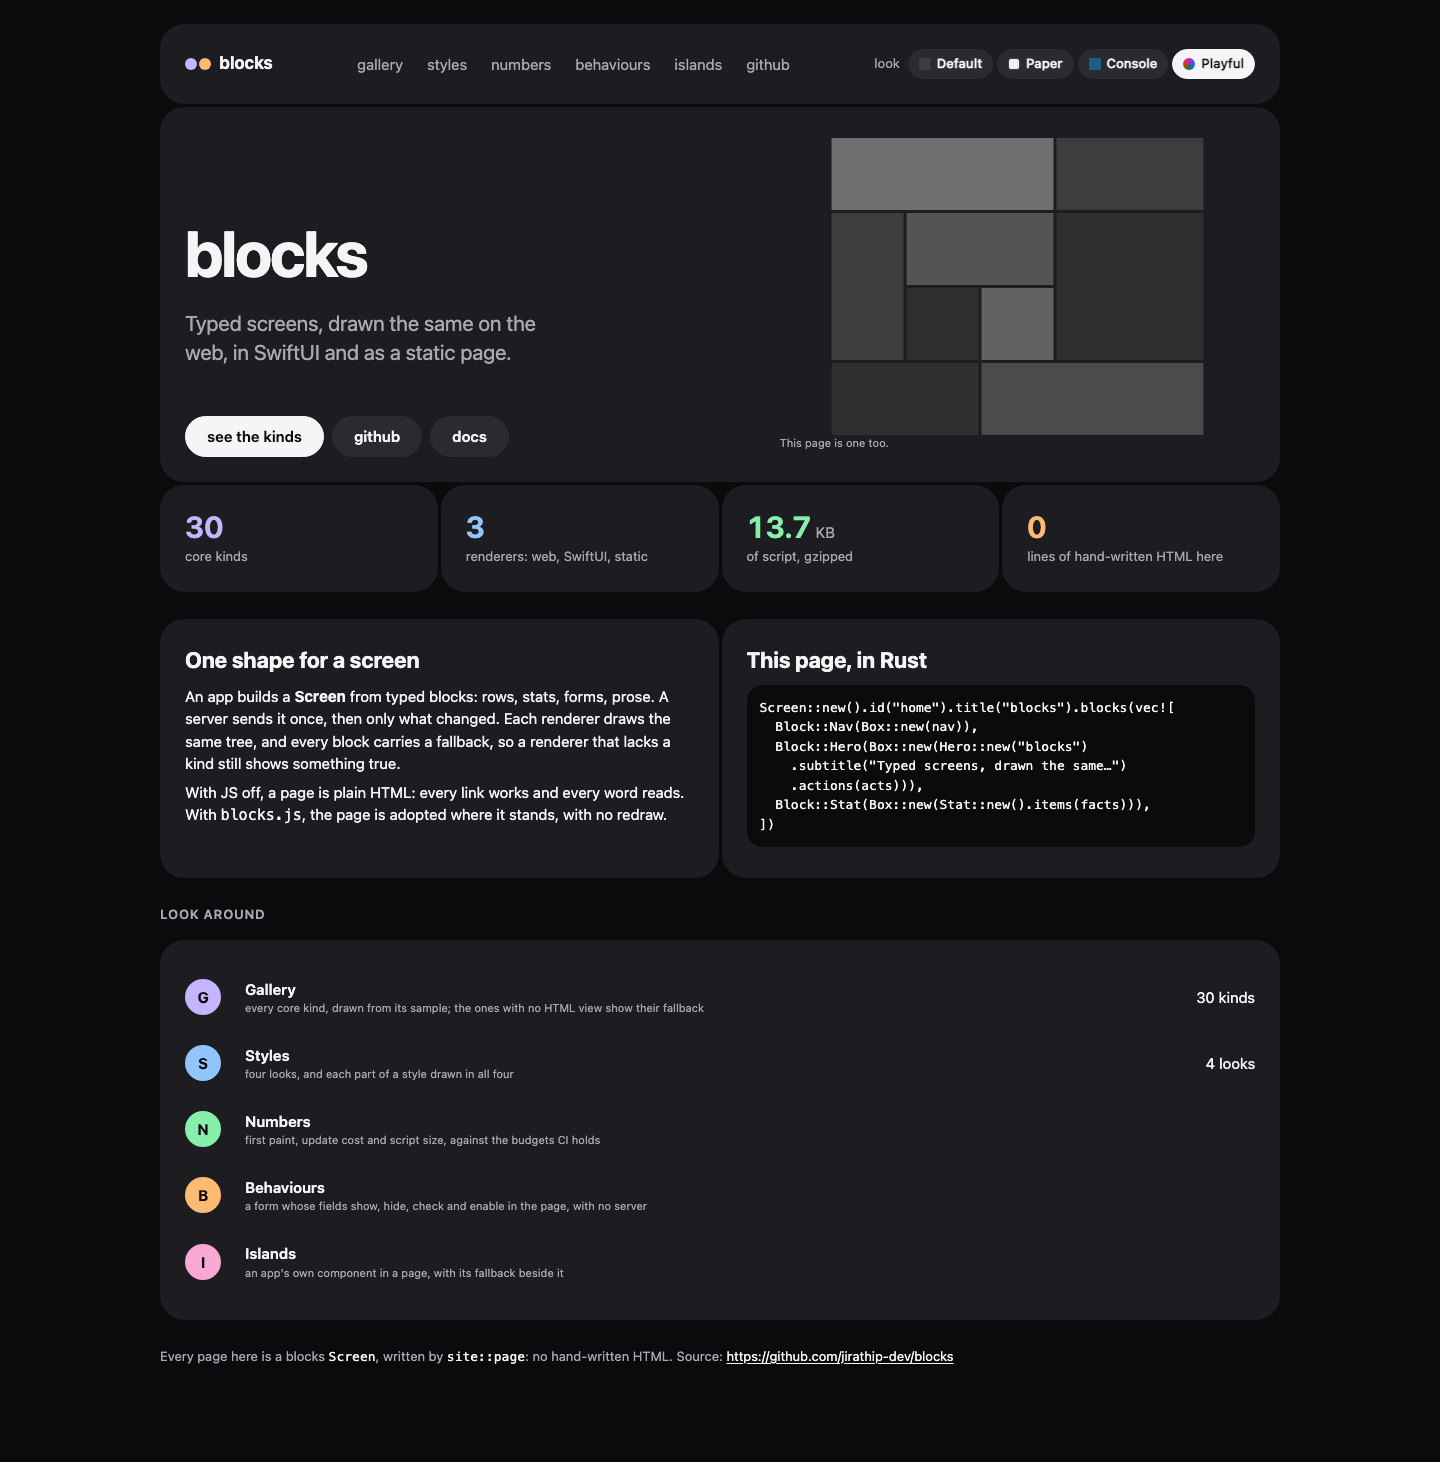 blocks
gallery
styles
numbers
behaviours
islands
github
look
Default
Paper
Console
Playful
blocks
Typed screens, drawn the same on the
web, in SwiftUI and as a static page.
see the kinds
github
docs
This page is one too.
30
core kinds
3
renderers: web, SwiftUI, static
13.7 KB
of script, gzipped
0
lines of hand-written HTML here
One shape for a screen
An app builds a Screen from typed blocks: rows, stats, forms, prose. A
server sends it once, then only what changed. Each renderer draws the
same tree, and every block carries a fallback, so a renderer that lacks a
kind still shows something true.
With JS off, a page is plain HTML: every link works and every word reads.
With blocks.js, the page is adopted where it stands, with no redraw.
This page, in Rust
Screen::new().id("home").title("blocks").blocks(vec![
  Block::Nav(Box::new(nav)),
  Block::Hero(Box::new(Hero::new("blocks")
    .subtitle("Typed screens, drawn the same…")
    .actions(acts))),
  Block::Stat(Box::new(Stat::new().items(facts))),
])
LOOK AROUND
G
Gallery
every core kind, drawn from its sample; the ones with no HTML view show their fallback
30 kinds
S
Styles
four looks, and each part of a style drawn in all four
4 looks
N
Numbers
first paint, update cost and script size, against the budgets CI holds
B
Behaviours
a form whose fields show, hide, check and enable in the page, with no server
I
Islands
an app's own component in a page, with its fallback beside it
Every page here is a blocks Screen, written by site::page: no hand-written HTML. Source: https://github.com/jirathip-dev/blocks